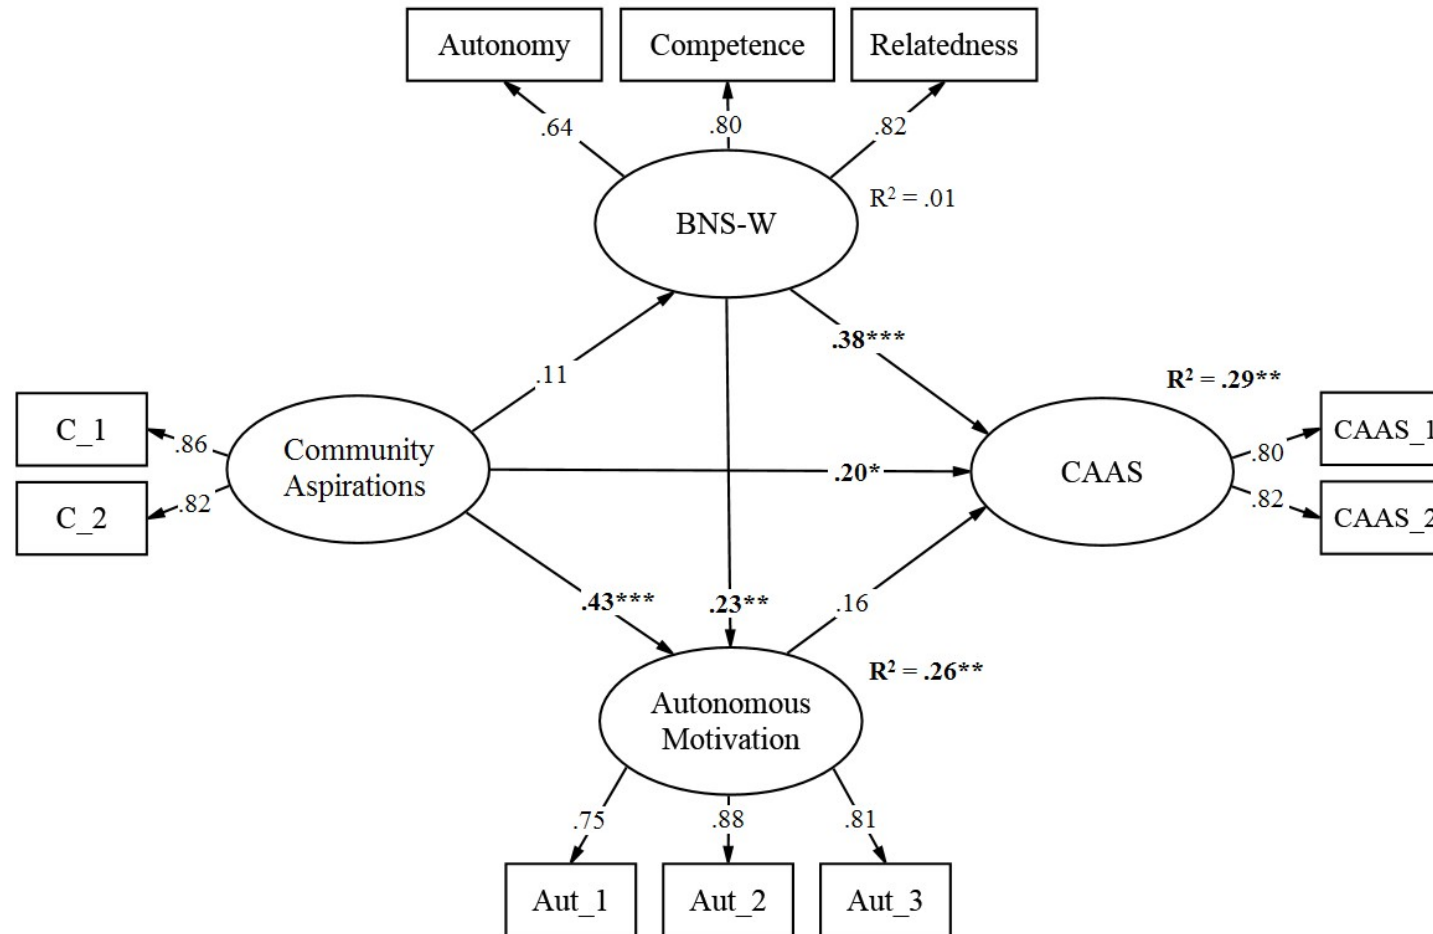 Autonomy
Competence
Relatedness
.64
.80
.82
BNS-W
R² = .01
.11
.38***
R² = .29**
C_1
C_2
.86
.82
Community
Aspirations
.20*
CAAS
.80
.82
CAAS_1
CAAS_2
.43***
.23**
.16
Autonomous
Motivation
R² = .26**
.75
.88
.81
Aut_1
Aut_2
Aut_3